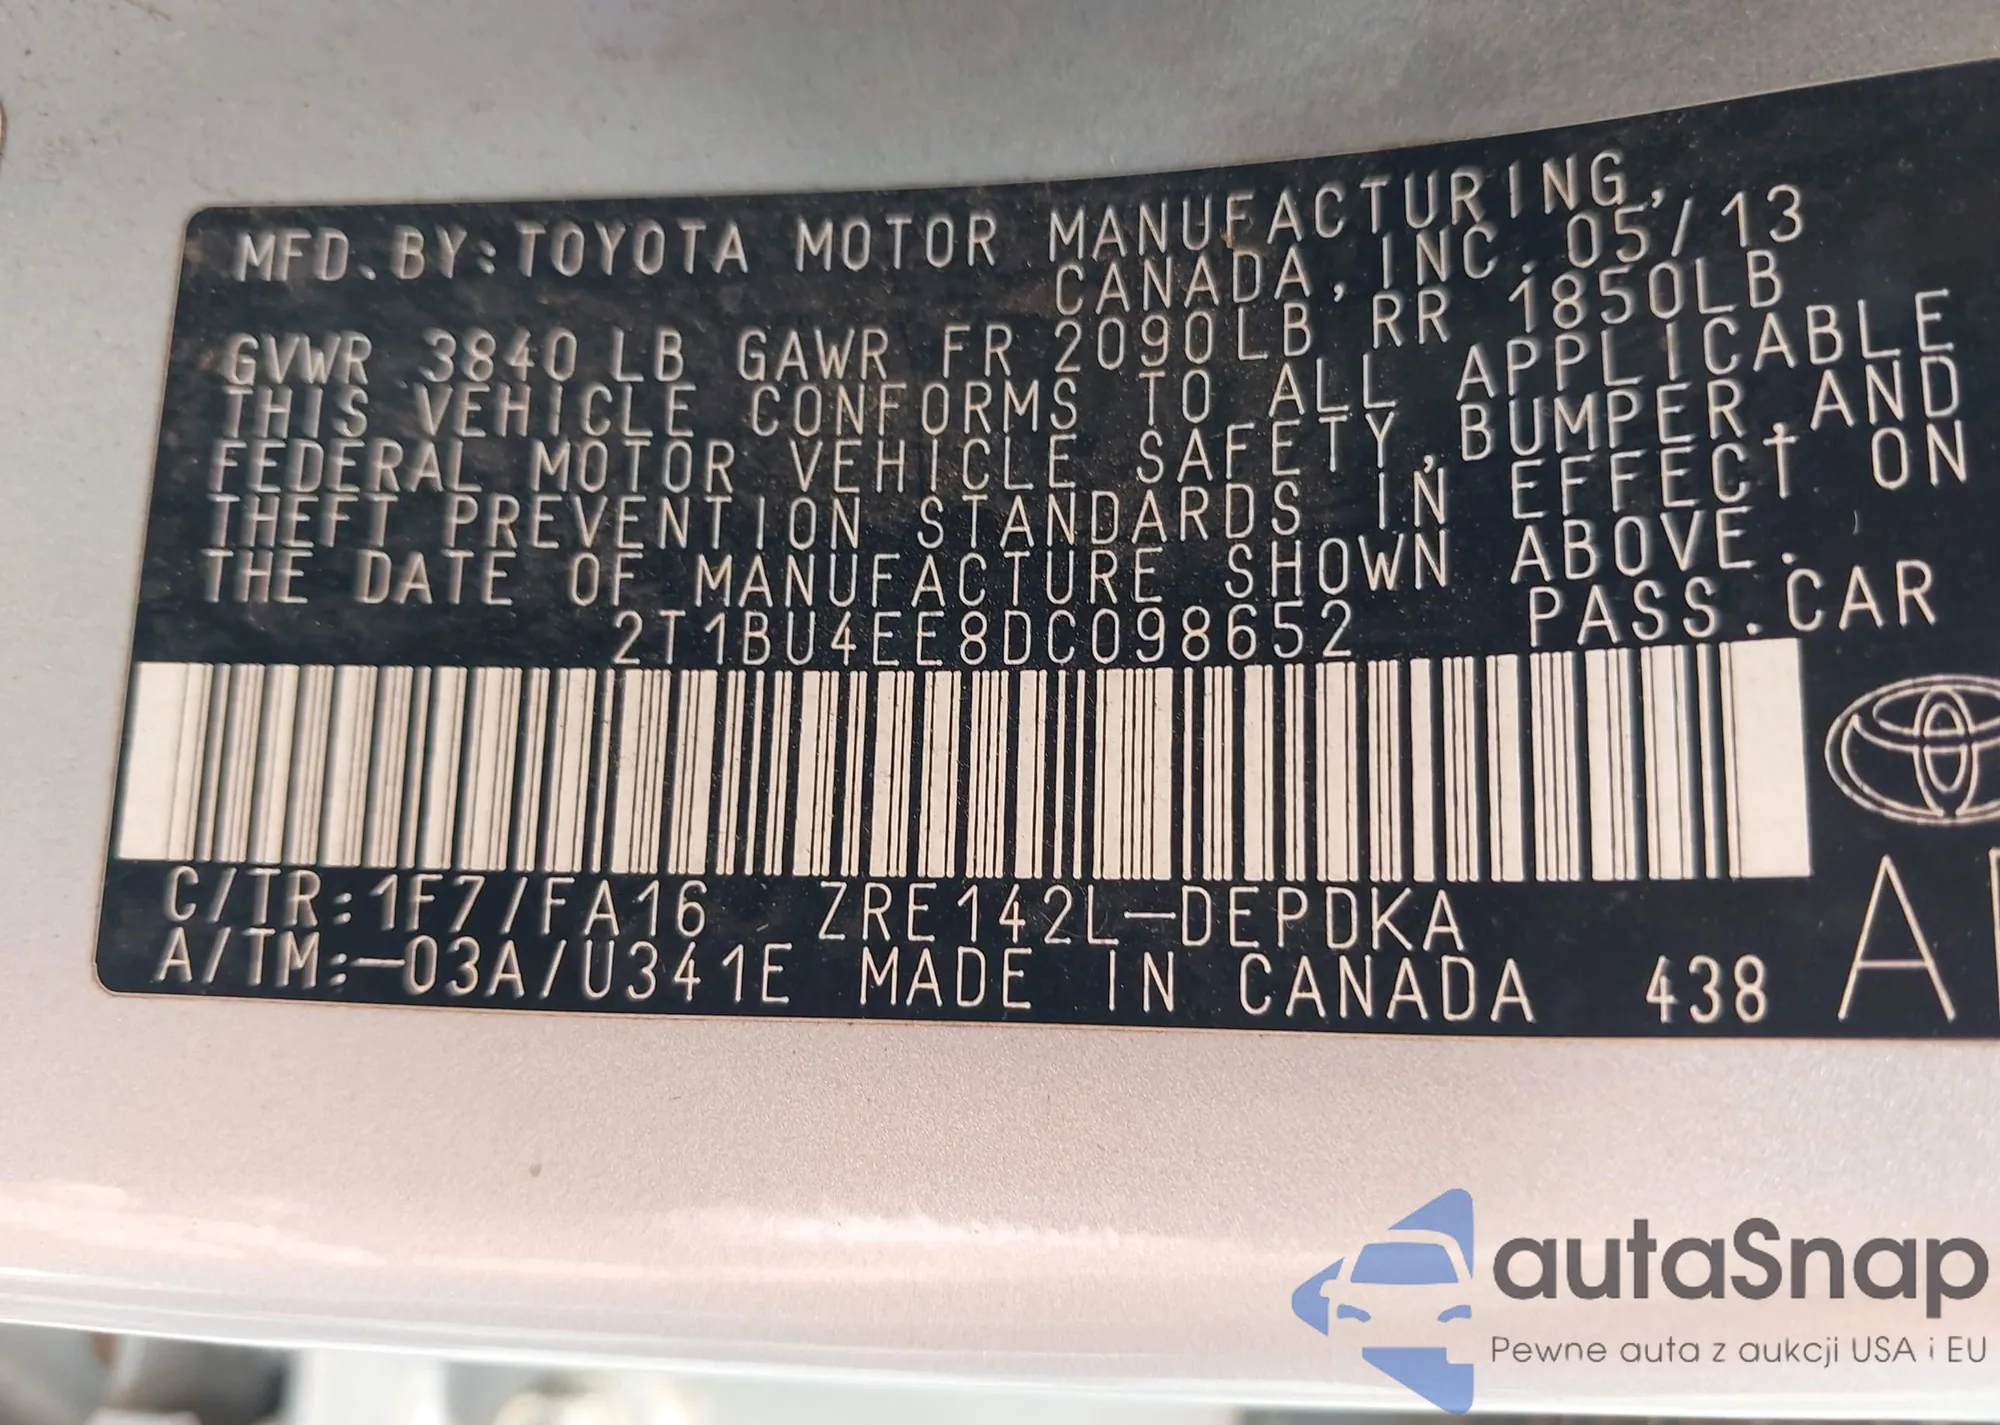 MFD. BY: TOYOTA MOTOR MANUFACTURING,
CANADA, INC. 05/13
GVWR 3840 LB GAWR FR 2090LB RR 1850LB
THIS VEHICLE CONFORMS TO ALL APPLICABLE
FEDERAL MOTOR VEHICLE SAFETY, BUMPER, AND
THEFT PREVENTION STANDARDS IN EFFECT ON
THE DATE OF MANUFACTURE SHOWN ABOVE.
2T1BU4EE8DC098652 PASS. CAR
C/TR:1F7/FA16 ZRE142L-DEPDKA
A/TM:-03A/U341E MADE IN CANADA 438
A
autaSnap
Pewne auta z aukcji USA i EU